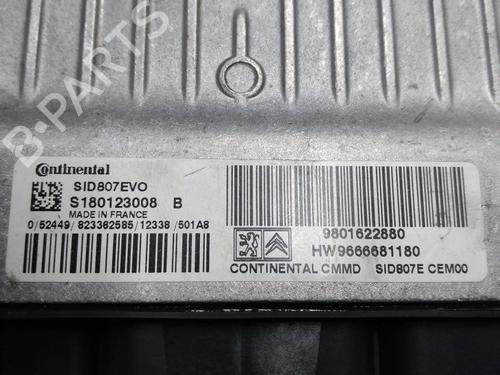 B-PARTS
Continental
SID807EVO
S180123008 B
MADE IN FRANCE
0/52449/823362585/12338/501A8
9801622880
HW9666681180
CONTINENTAL CMMD SID807E CEM00